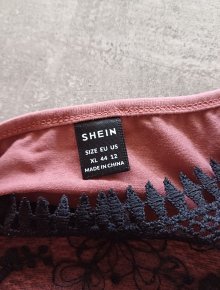 SHEIN
SIZE EU US
XL 44 12
MADE IN CHINA